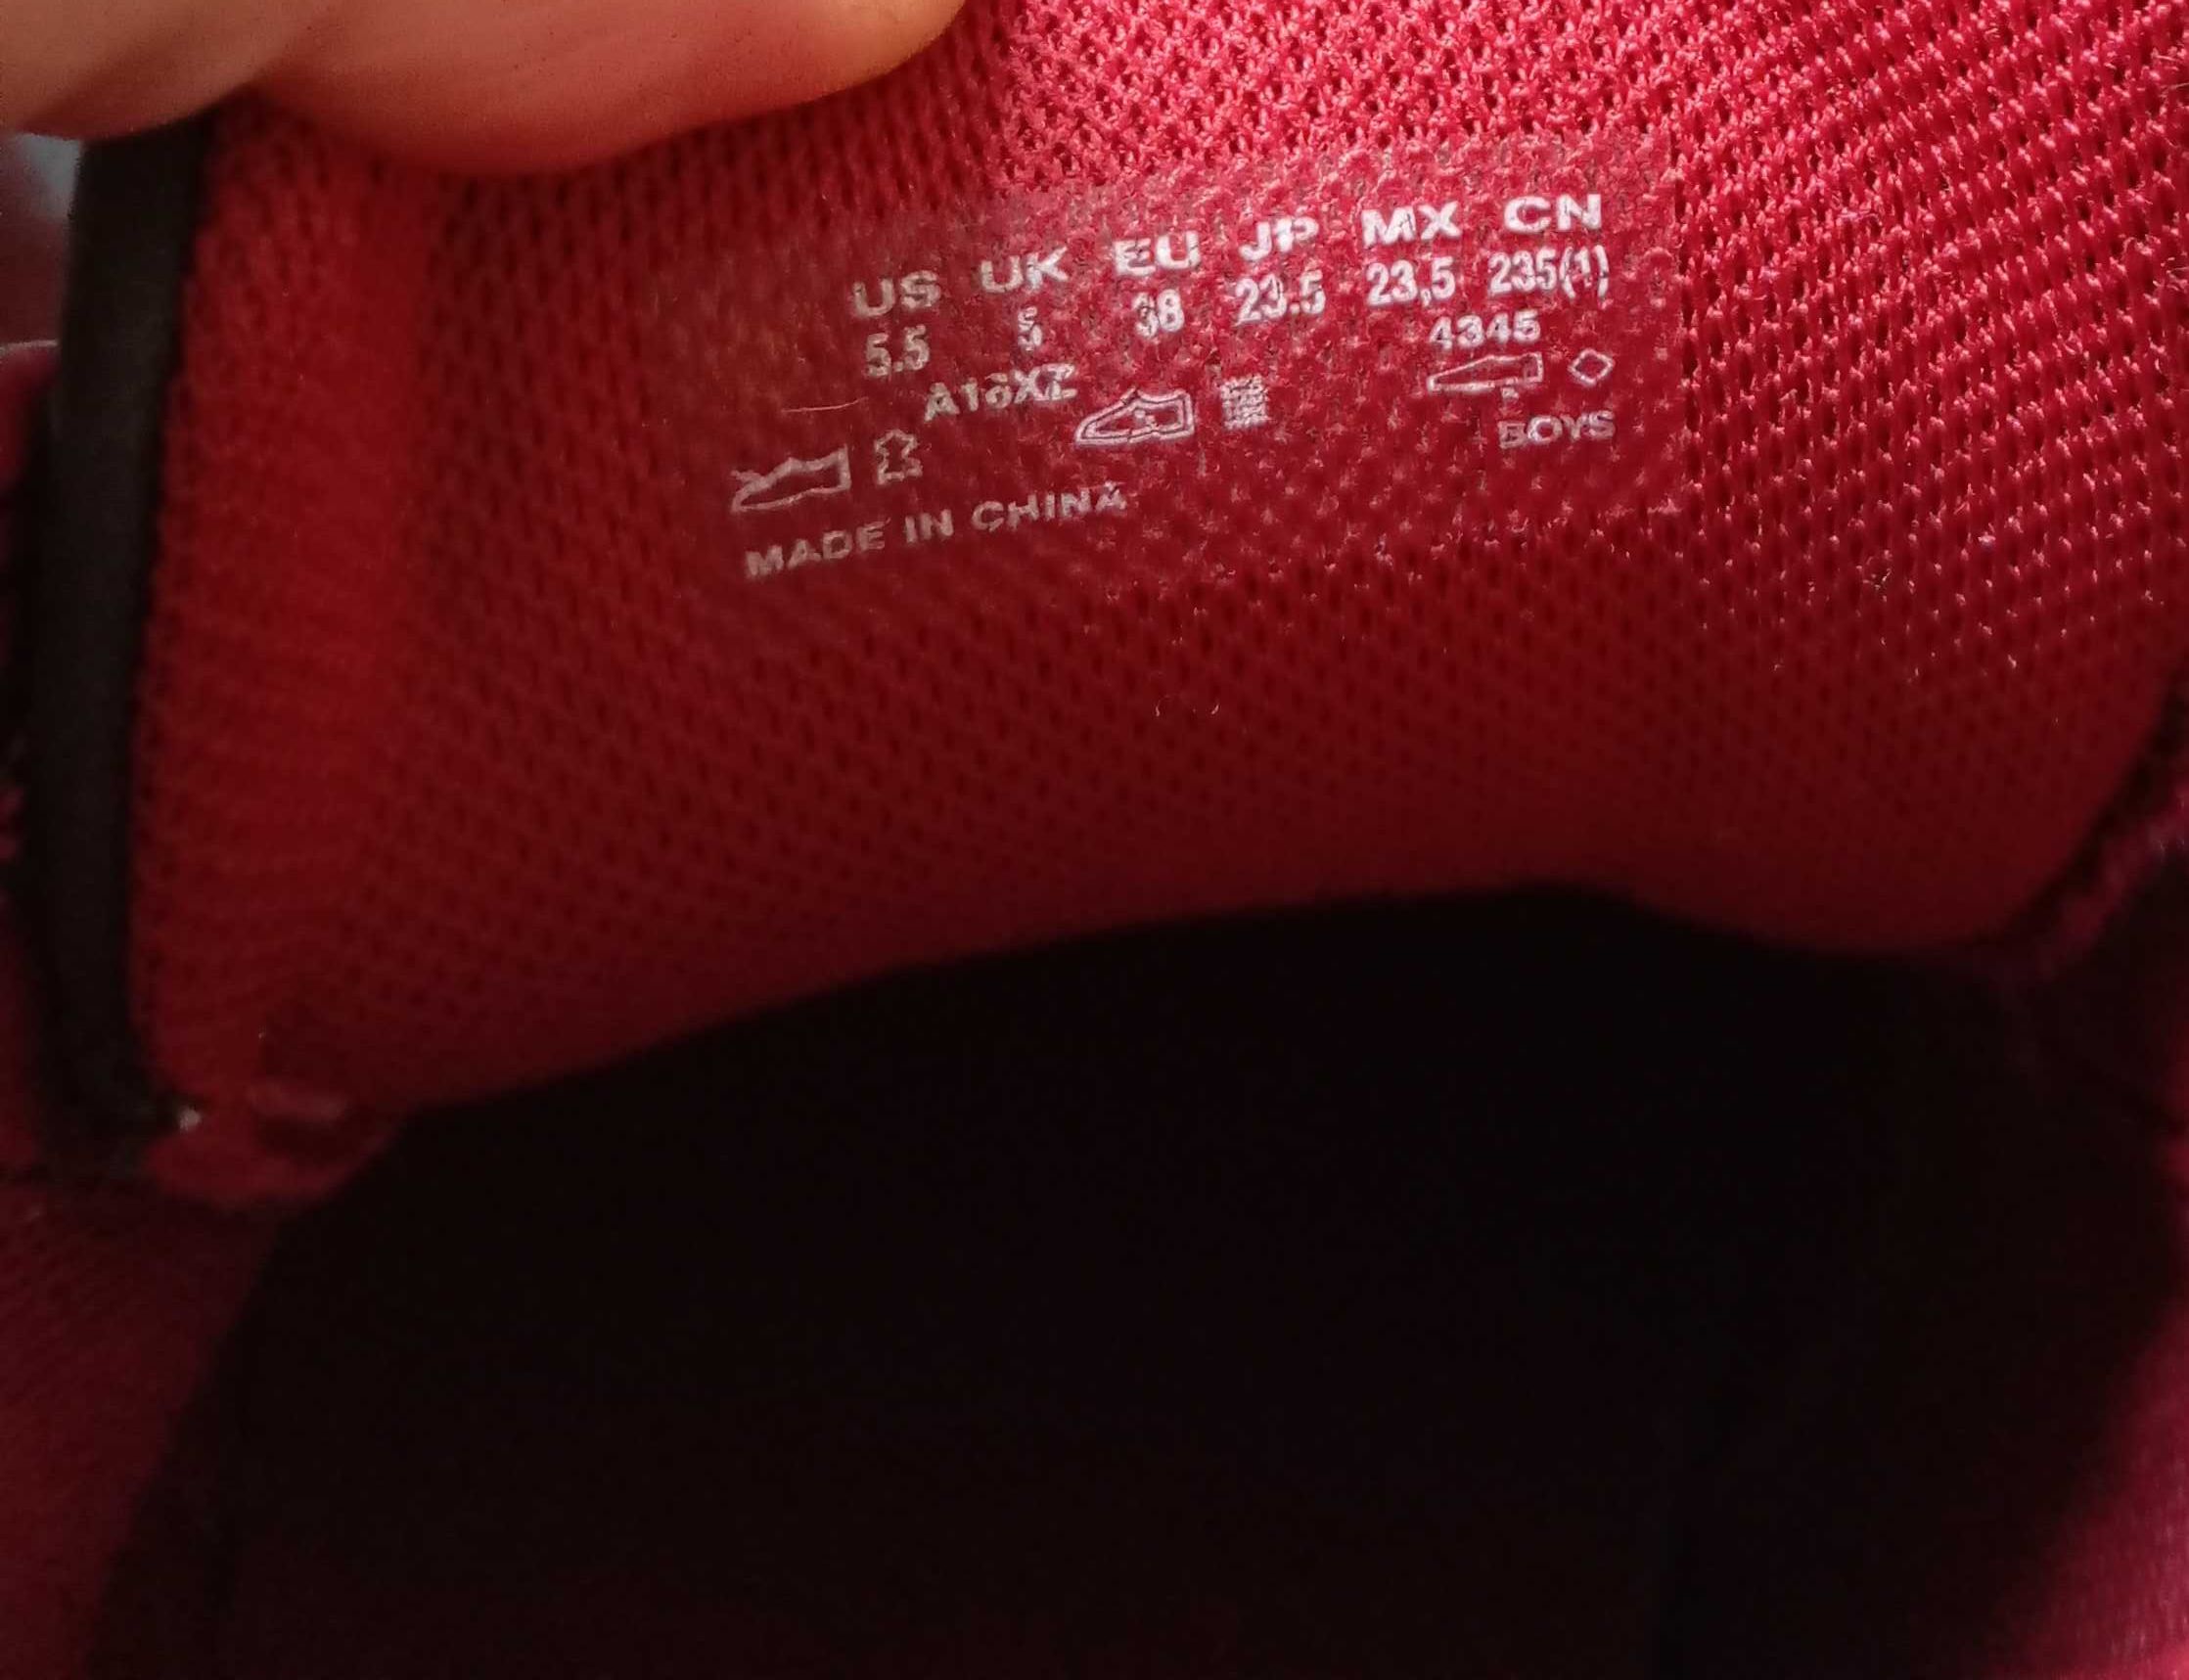 US UK EU JP MX CN
5.5 5 38 23.5 23,5 235(1)
A16XZ 4345
BOYS
MADE IN CHINA